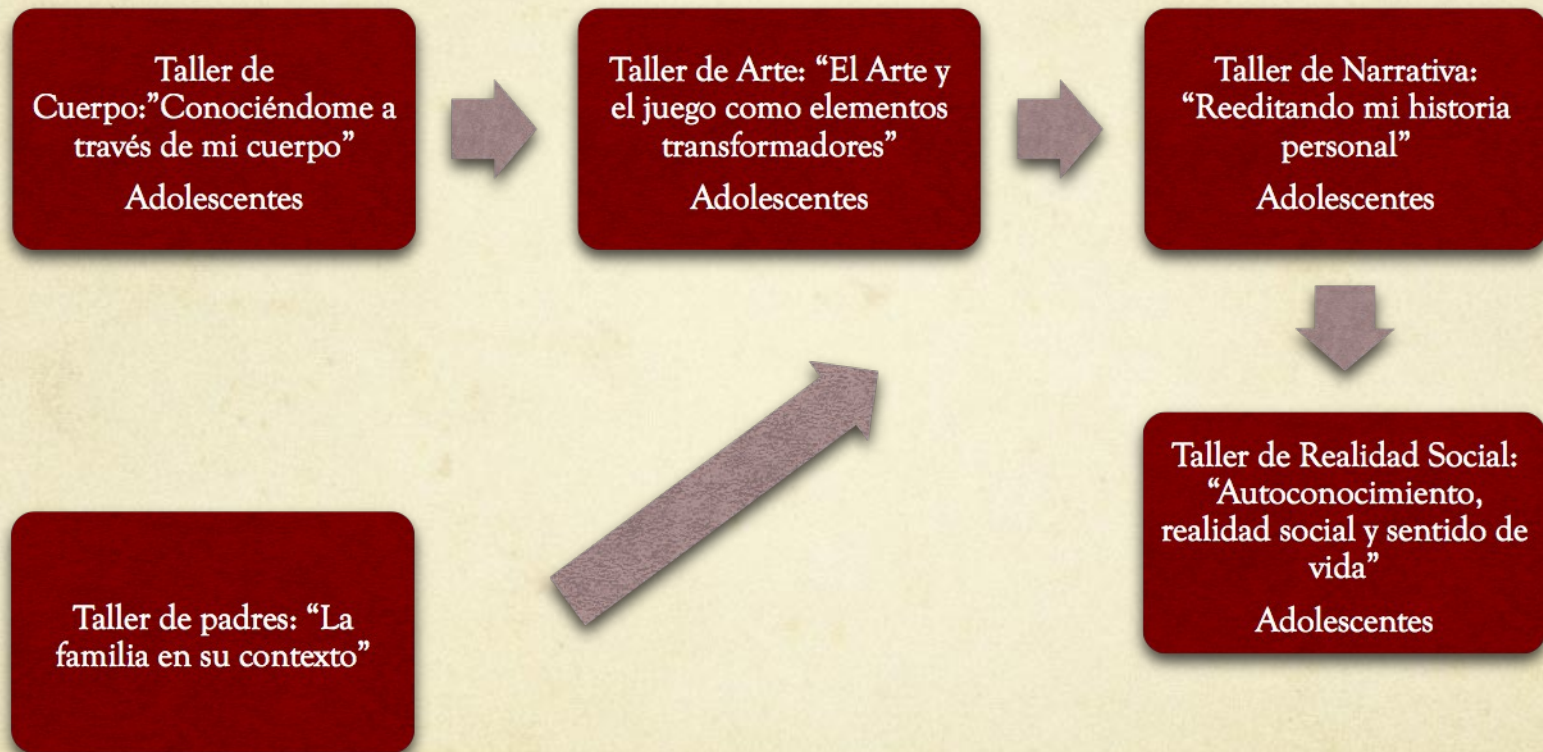 Taller de
Cuerpo:”Conociéndome a
través de mi cuerpo”
Adolescentes
Taller de Arte: “El Arte y
el juego como elementos
transformadores”
Adolescentes
Taller de Narrativa:
“Reeditando mi historia
personal”
Adolescentes
Taller de Realidad Social:
“Autoconocimiento,
realidad social y sentido de
vida”
Adolescentes
Taller de padres: “La
familia en su contexto”